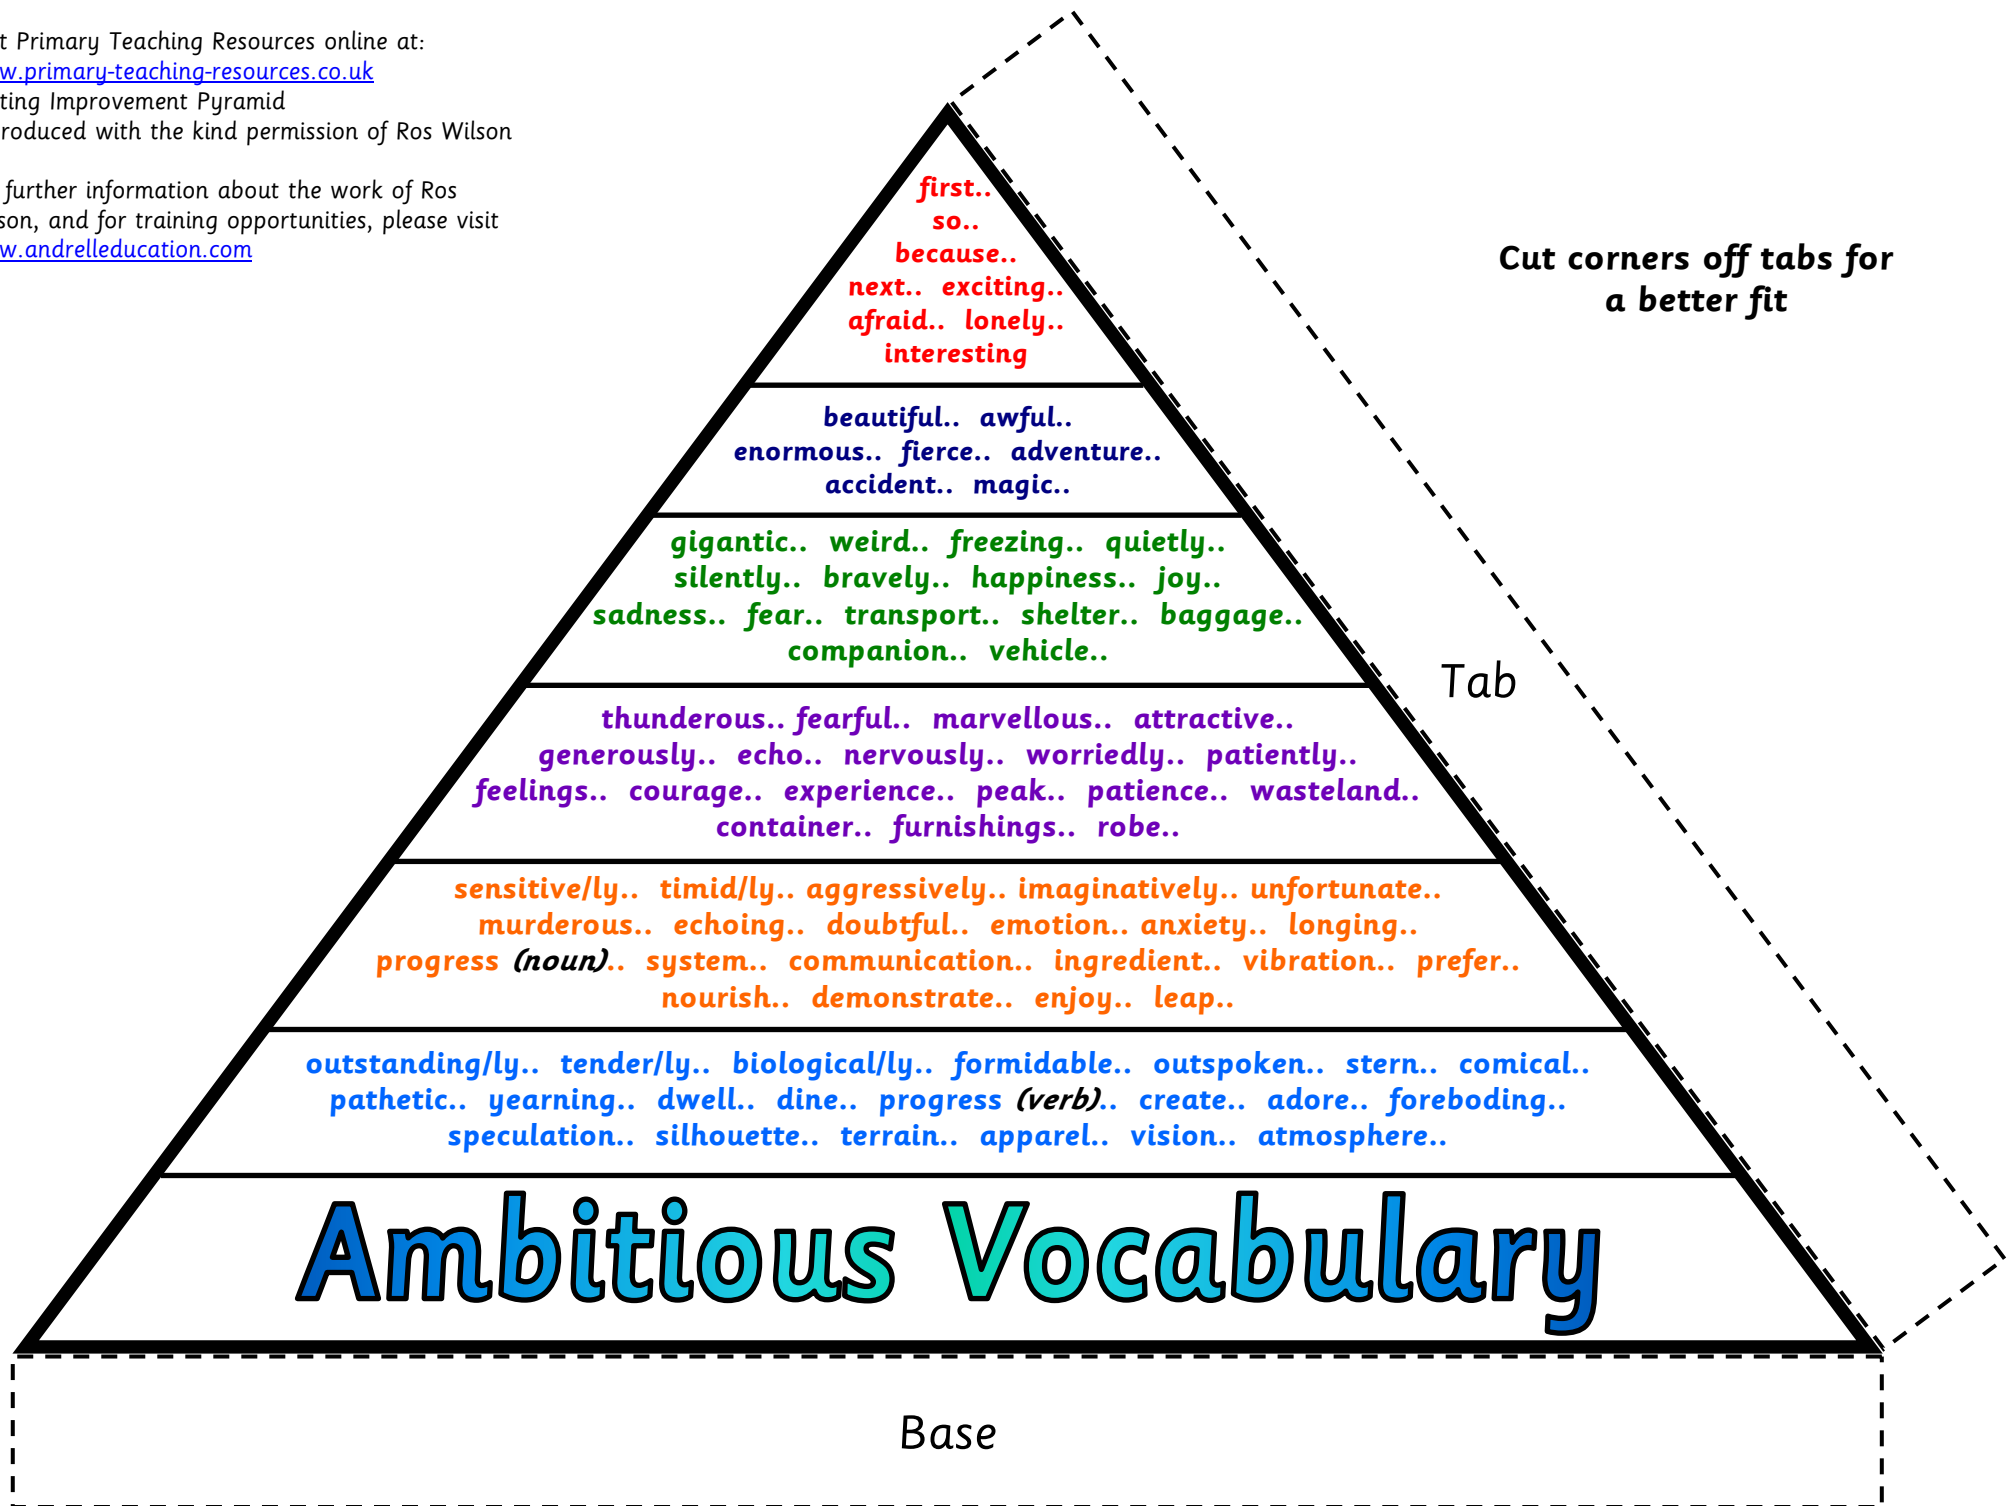 t Primary Teaching Resources online at:
w.primary-teaching-resources.co.uk
ting Improvement Pyramid
roduced with the kind permission of Ros Wilson
further information about the work of Ros
son, and for training opportunities, please visit
w.andrelleducation.com
Cut corners off tabs for
a better fit
first..
so..
because..
next.. exciting..
afraid.. lonely..
interesting
beautiful.. awful..
enormous.. fierce.. adventure..
accident.. magic..
gigantic.. weird.. freezing.. quietly..
silently.. bravely.. happiness.. joy..
sadness.. fear.. transport.. shelter.. baggage..
companion.. vehicle..
Tab
thunderous.. fearful.. marvellous.. attractive..
generously.. echo.. nervously.. worriedly.. patiently..
feelings.. courage.. experience.. peak.. patience.. wasteland..
container.. furnishings.. robe..
sensitive/ly.. timid/ly.. aggressively.. imaginatively.. unfortunate..
murderous.. echoing.. doubtful.. emotion.. anxiety.. longing..
progress (noun).. system.. communication.. ingredient.. vibration.. prefer..
nourish.. demonstrate.. enjoy.. leap..
outstanding/ly.. tender/ly.. biological/ly.. formidable.. outspoken.. stern.. comical..
pathetic.. yearning.. dwell.. dine.. progress (verb).. create.. adore.. foreboding..
speculation.. silhouette.. terrain.. apparel.. vision.. atmosphere..
Ambitious Vocabulary
Base